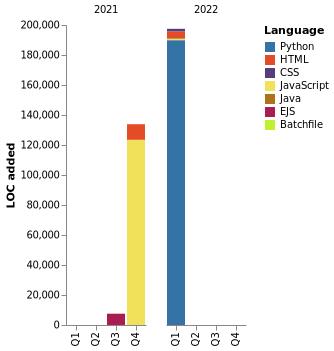 2021 2022
Language
Python
HTML
CSS
JavaScript
Java
EJS
Batchfile
LOC added
200,000
180,000
160,000
140,000
120,000
100,000
80,000
60,000
40,000
20,000
0
Q1 Q2 Q3 Q4 Q1 Q2 Q3 Q4